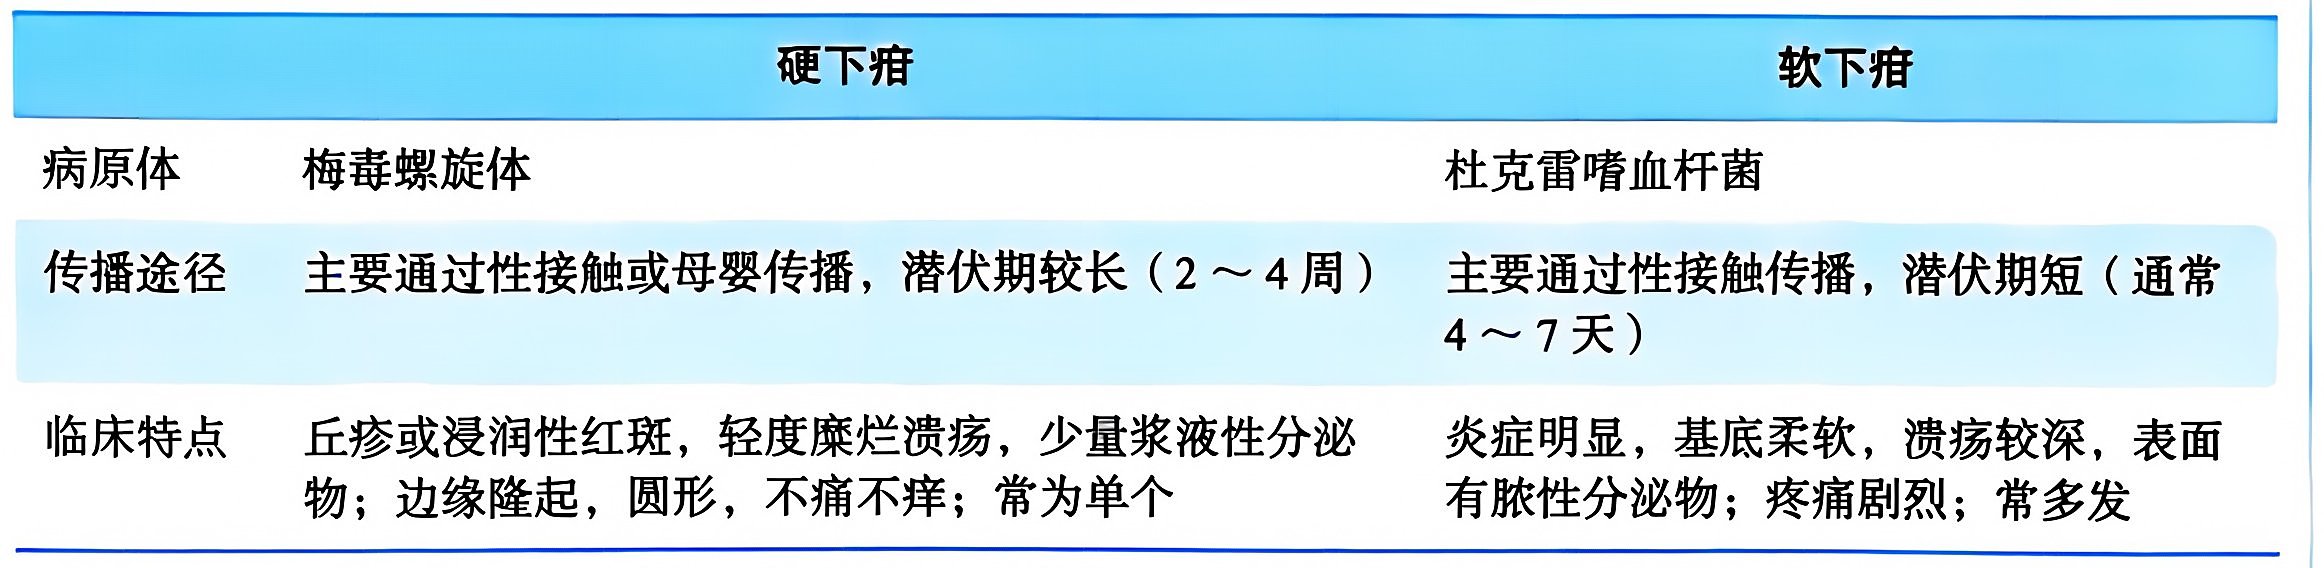 硬下疳 软下疳
病原体 梅毒螺旋体 杜克雷嗜血杆菌
传播途径 主要通过性接触或母婴传播，潜伏期较长（2～4周） 主要通过性接触传播，潜伏期短（通常
4～7天）
临床特点 丘疹或浸润性红斑，轻度糜烂溃疡，少量浆液性分泌 炎症明显，基底柔软，溃疡较深，表面
物；边缘隆起，圆形，不痛不痒；常为单个 有脓性分泌物；疼痛剧烈；常多发